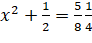 x² + 1/2 = 5/8 1/4